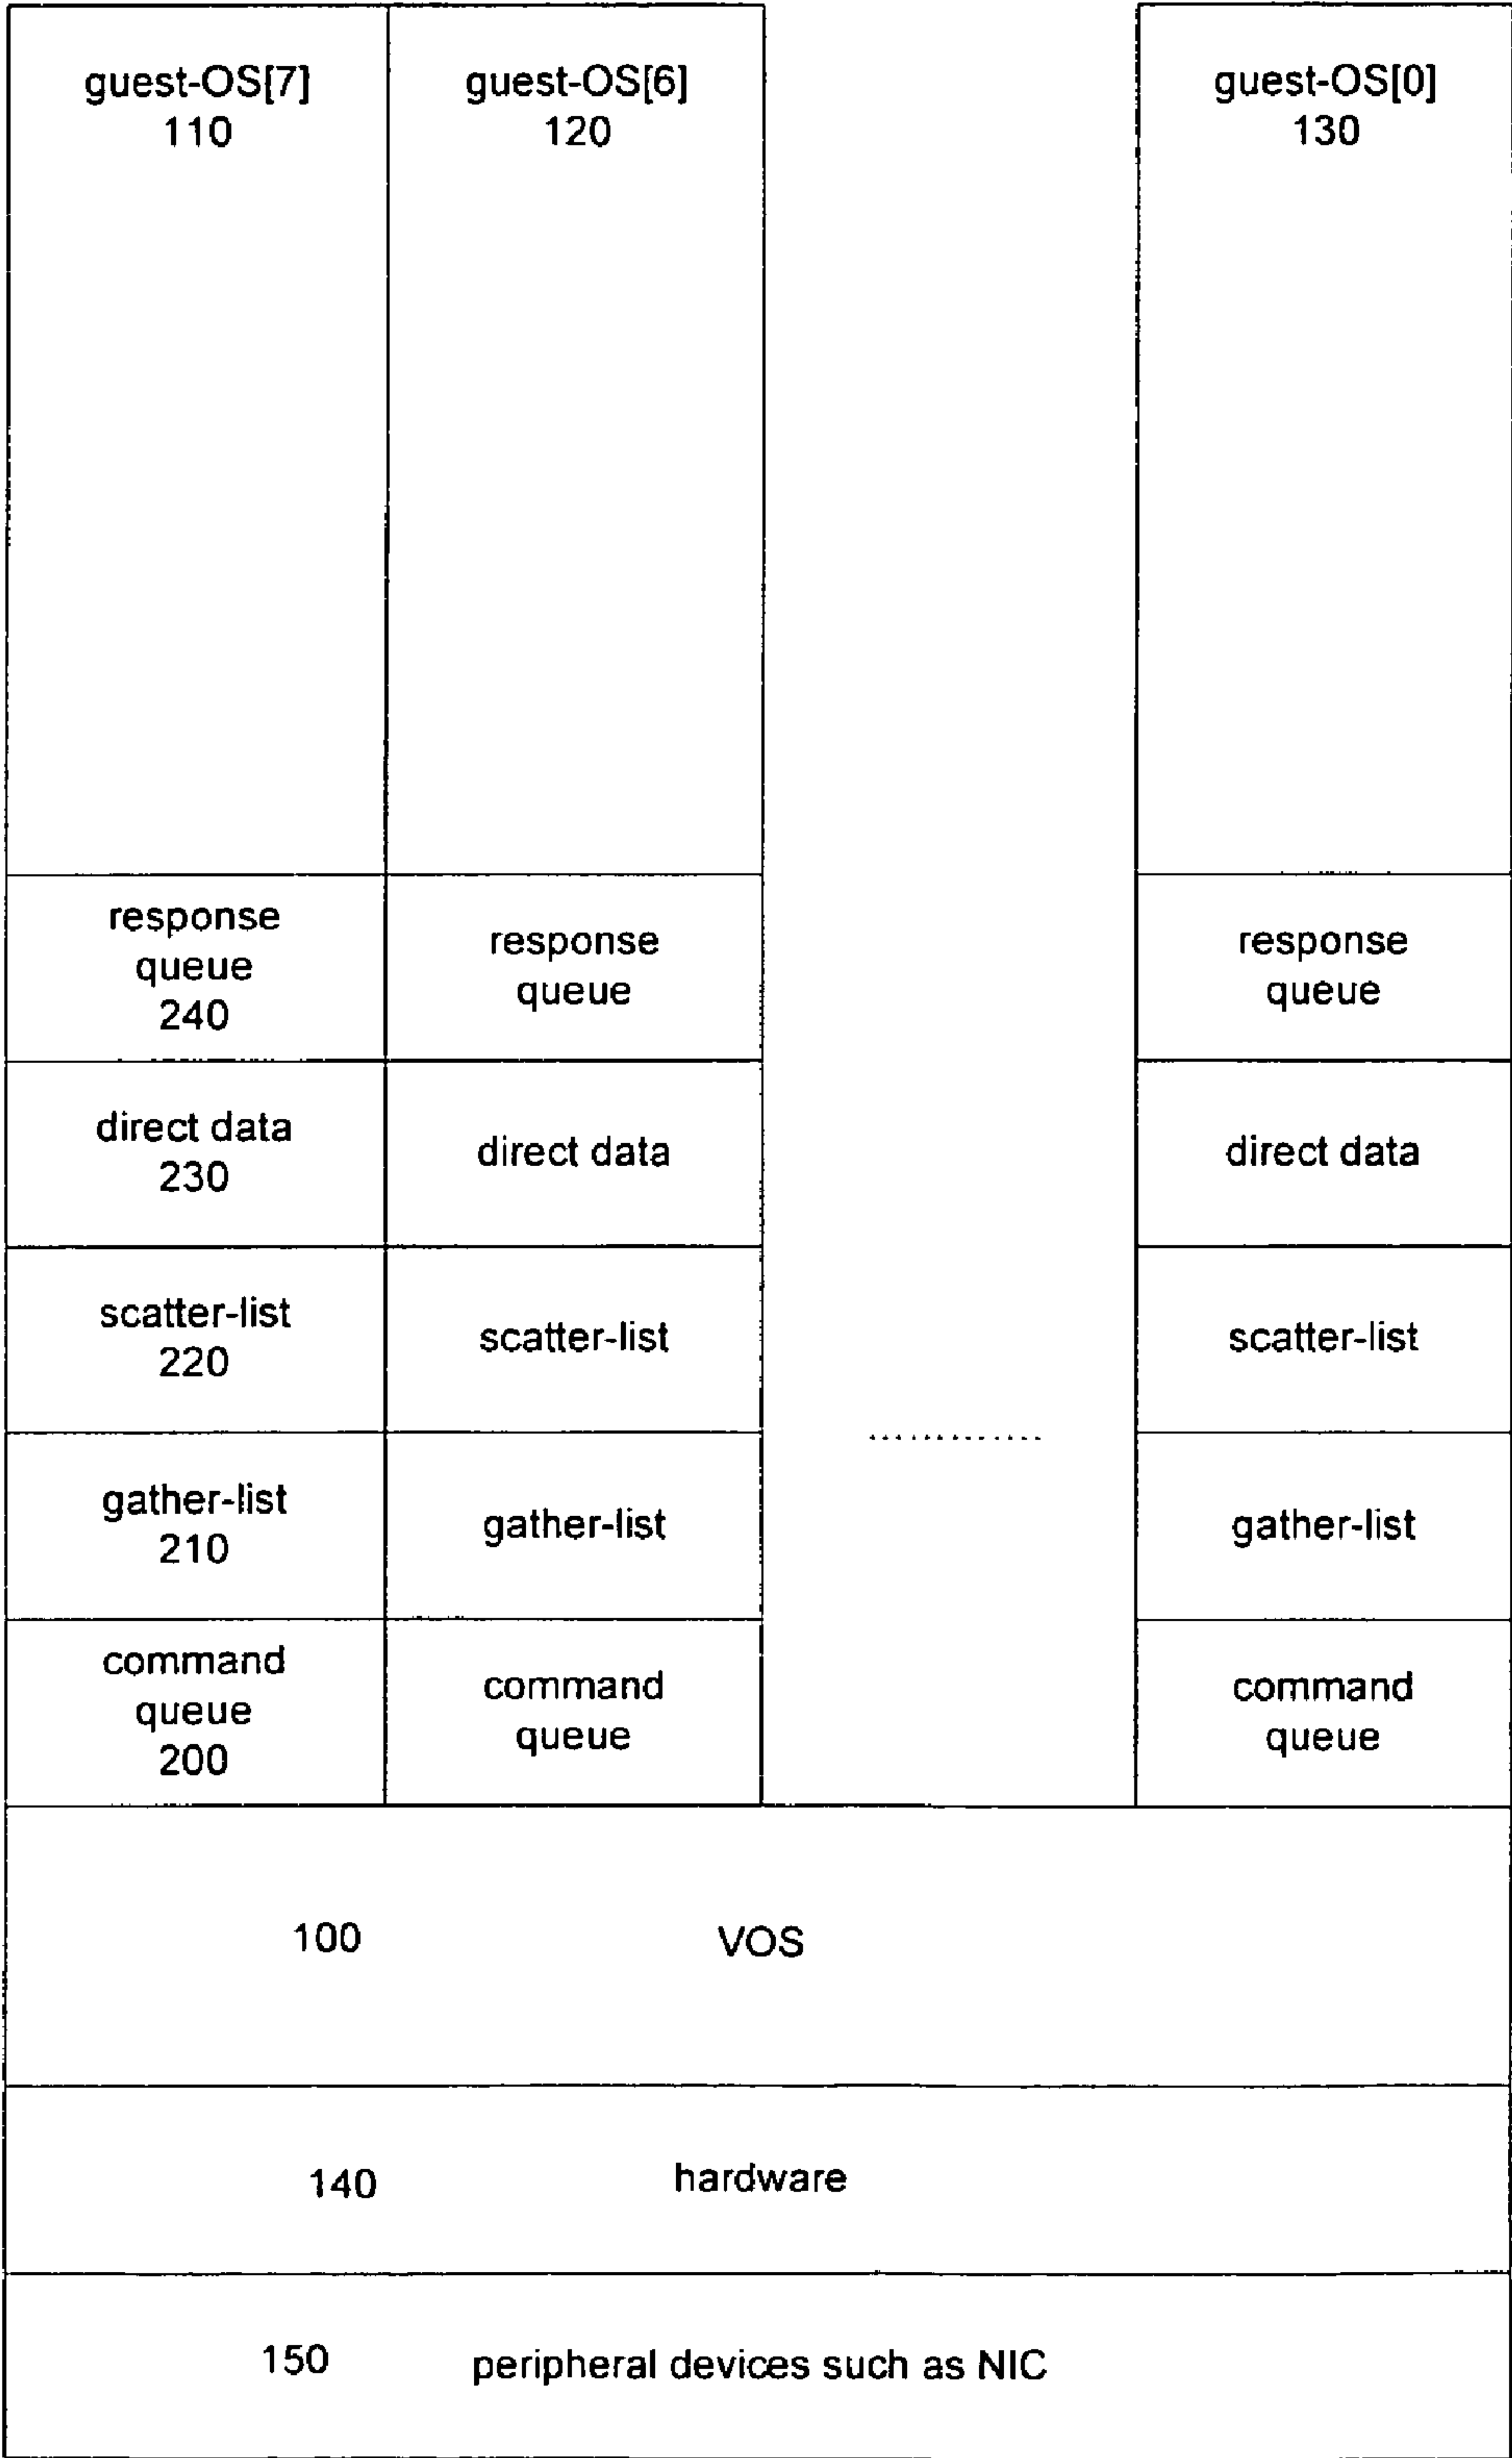 guest-OS[7]
110
guest-OS[6]
120
guest-OS[0]
130
response
queue
240
response
queue
response
queue
direct data
230
direct data
direct data
scatter-list
220
scatter-list
scatter-list
...........
gather-list
210
gather-list
gather-list
command
queue
200
command
queue
command
queue
100 VOS
140 hardware
150 peripheral devices such as NIC